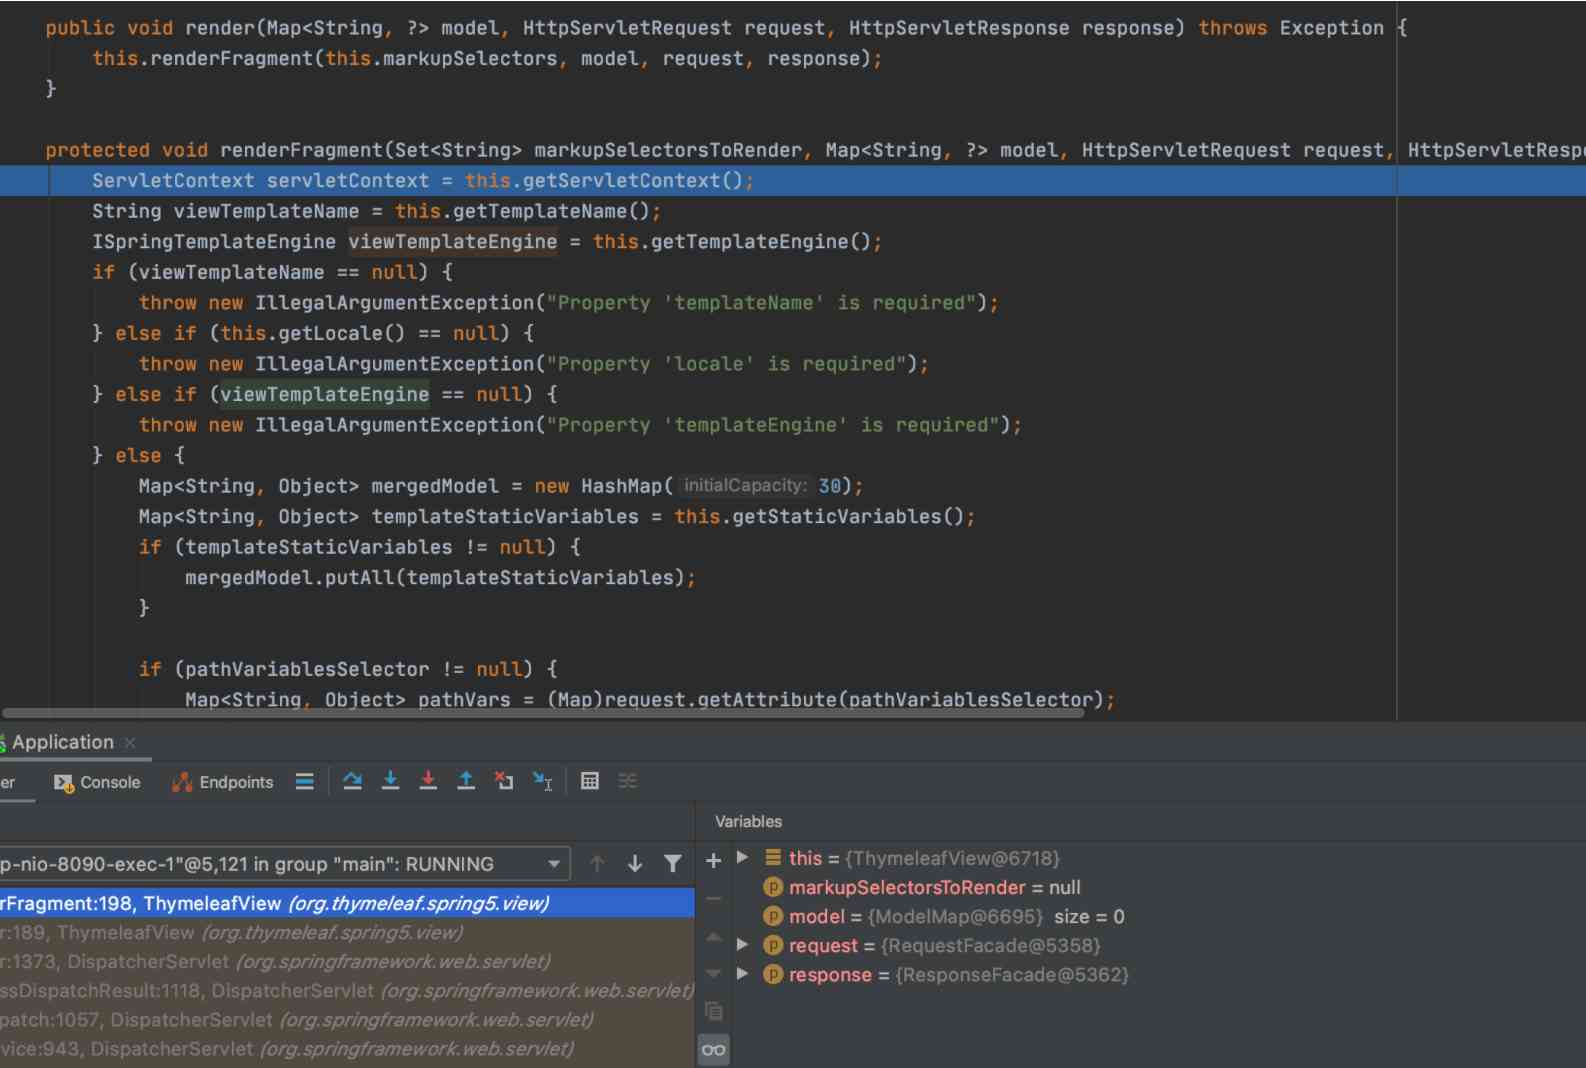 public void render(Map<String, ?> model, HttpServletRequest request, HttpServletResponse response) throws Exception {
this.renderFragment(this.markupSelectors, model, request, response);
}
protected void renderFragment(Set<String> markupSelectorsToRender, Map<String, ?> model, HttpServletRequest request, HttpServletRespo
ServletContext servletContext = this.getServletContext();
String viewTemplateName = this.getTemplateName();
ISpringTemplateEngine viewTemplateEngine = this.getTemplateEngine();
if (viewTemplateName == null) {
throw new IllegalArgumentException("Property 'templateName' is required");
} else if (this.getLocale() == null) {
throw new IllegalArgumentException("Property 'locale' is required");
} else if (viewTemplateEngine == null) {
throw new IllegalArgumentException("Property 'templateEngine' is required");
} else {
Map<String, Object> mergedModel = new HashMap( initialCapacity: 30);
Map<String, Object> templateStaticVariables = this.getStaticVariables();
if (templateStaticVariables != null) {
mergedModel.putAll(templateStaticVariables);
}
if (pathVariablesSelector != null) {
Map<String, Object> pathVars = (Map)request.getAttribute(pathVariablesSelector);
Application
er Console Endpoints
Variables
p-nio-8090-exec-1"@5,121 in group "main": RUNNING
rFragment:198, ThymeleafView (org.thymeleaf.spring5.view)
r:189, ThymeleafView (org.thymeleaf.spring5.view)
r:1373, DispatcherServlet (org.springframework.web.servlet)
ssDispatchResult:1118, DispatcherServlet (org.springframework.web.servlet)
patch:1057, DispatcherServlet (org.springframework.web.servlet)
vice:943, DispatcherServlet (org.springframework.web.servlet)
this = {ThymeleafView@6718}
markupSelectorsToRender = null
model = {ModelMap@6695} size = 0
request = {RequestFacade@5358}
response = {ResponseFacade@5362}